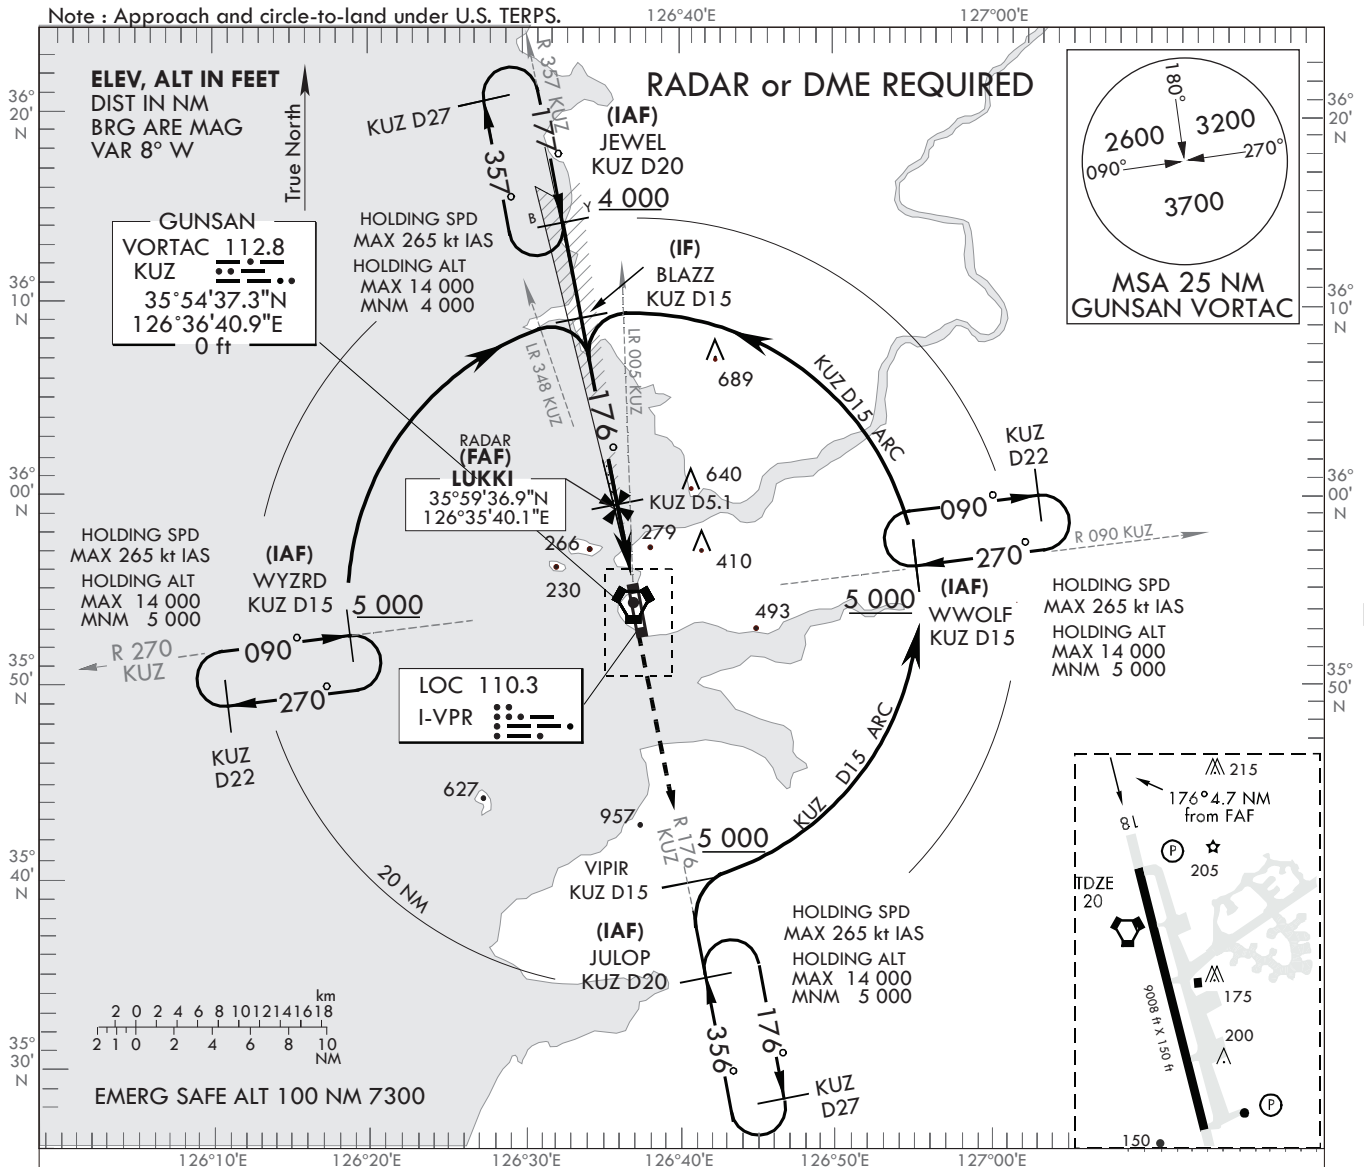 Note : Approach and circle-to-land under U.S. TERPS.
126°40'E
127°00'E
ELEV, ALT IN FEET
DIST IN NM
BRG ARE MAG
VAR 8° W
True North
RADAR or DME REQUIRED
36°
20'
N
36°
20'
N
KUZ D27
R 357 KUZ
177°
357°
(IAF)
JEWEL
KUZ D20
4 000
B
Y
180°
2600
3200
090°
270°
3700
MSA 25 NM
GUNSAN VORTAC
GUNSAN
VORTAC 112.8
KUZ
35°54'37.3"N
126°36'40.9"E
0 ft
HOLDING SPD
MAX 265 kt IAS
HOLDING ALT
MAX 14 000
MNM 4 000
(IF)
BLAZZ
KUZ D15
36°
10'
N
36°
10'
N
LR 348 KUZ
LR 005 KUZ
689
KUZ D15 ARC
176°
RADAR
(FAF)
LUKKI
35°59'36.9"N
126°35'40.1"E
KUZ D5.1
640
279
410
266
230
493
KUZ
D22
090°
270°
R 090 KUZ
36°
00'
N
36°
00'
N
HOLDING SPD
MAX 265 kt IAS
HOLDING ALT
MAX 14 000
MNM 5 000
(IAF)
WYZRD
KUZ D15
5 000
R 270
KUZ
090°
270°
KUZ
D22
5 000
(IAF)
WWOLF
KUZ D15
HOLDING SPD
MAX 265 kt IAS
HOLDING ALT
MAX 14 000
MNM 5 000
35°
50'
N
35°
50'
N
LOC 110.3
I-VPR
KUZ D15 ARC
627
957
R 176
KUZ
5 000
VIPIR
KUZ D15
20 NM
35°
40'
N
35°
40'
N
(IAF)
JULOP
KUZ D20
HOLDING SPD
MAX 265 kt IAS
HOLDING ALT
MAX 14 000
MNM 5 000
356°
176°
KUZ
D27
215
176° 4.7 NM
from FAF
18
P
205
TDZE
20
9008 ft X 150 ft
175
200
P
150
km
2 0 2 4 6 8 10 12 14 16 18
2 1 0 2 4 6 8 10
NM
35°
30'
N
35°
30'
N
EMERG SAFE ALT 100 NM 7300
126°10'E
126°20'E
126°30'E
126°40'E
126°50'E
127°00'E